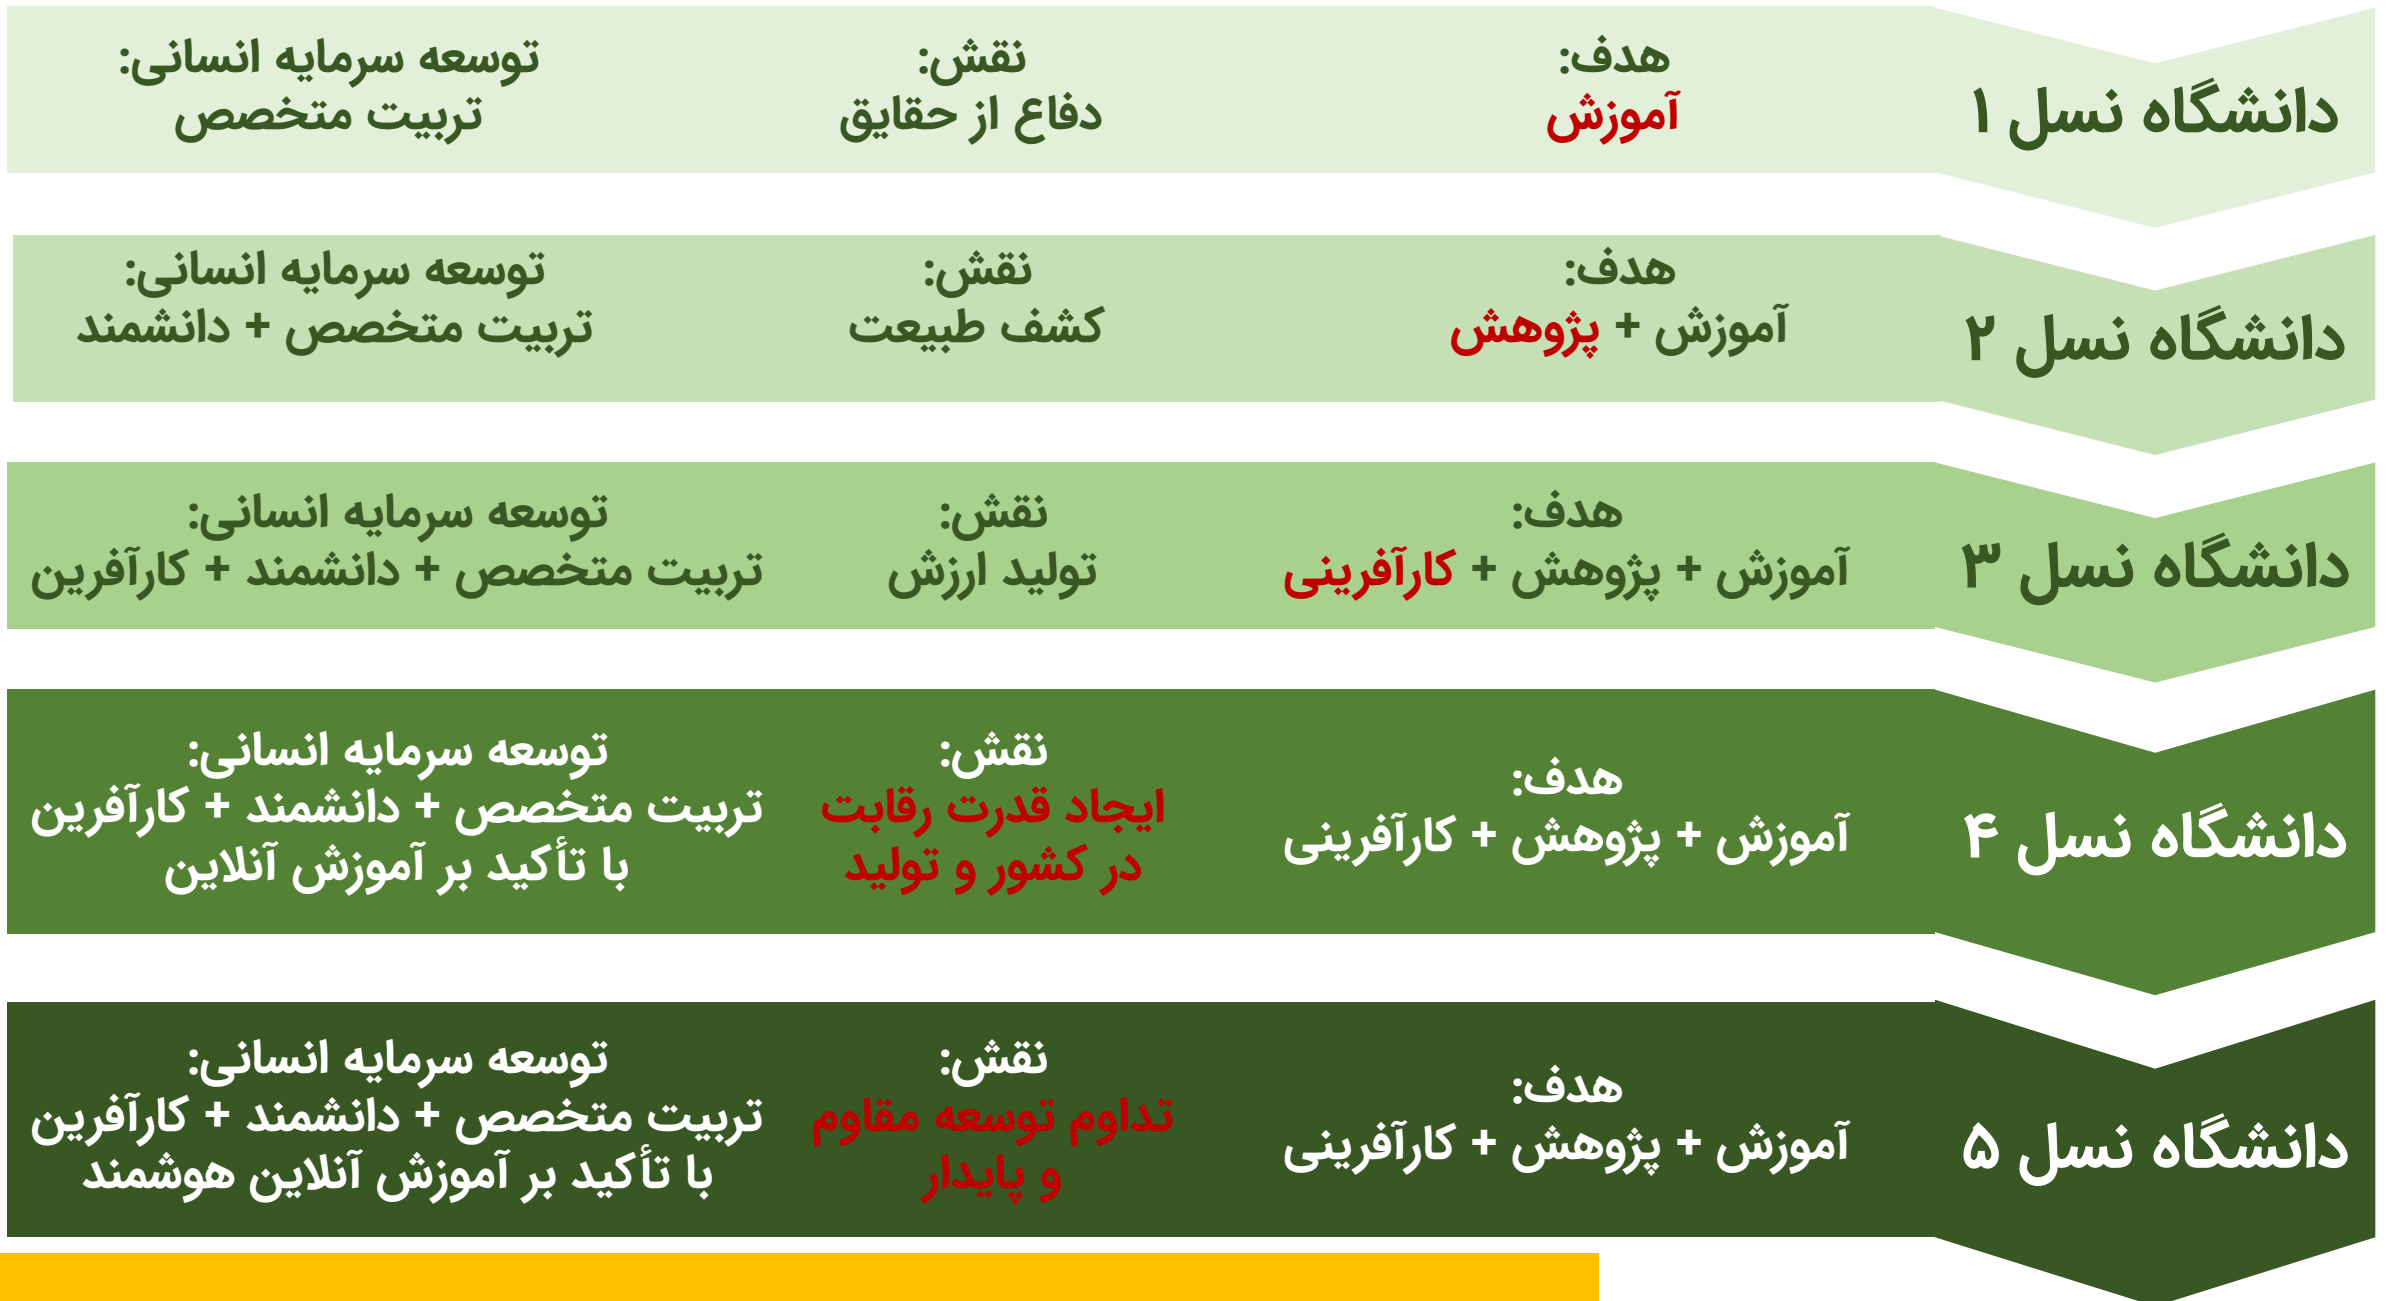 دانشگاه نسل ۱
هدف:
آموزش
نقش:
دفاع از حقایق
توسعه سرمایه انسانی:
تربیت متخصص
دانشگاه نسل ۲
هدف:
آموزش + پژوهش
نقش:
کشف طبیعت
توسعه سرمایه انسانی:
تربیت متخصص + دانشمند
دانشگاه نسل ۳
هدف:
آموزش + پژوهش + کارآفرینی
نقش:
تولید ارزش
توسعه سرمایه انسانی:
تربیت متخصص + دانشمند + کارآفرین
دانشگاه نسل ۴
هدف:
آموزش + پژوهش + کارآفرینی
نقش:
ایجاد قدرت رقابت
در کشور و تولید
توسعه سرمایه انسانی:
تربیت متخصص + دانشمند + کارآفرین
با تأکید بر آموزش آنلاین
دانشگاه نسل ۵
هدف:
آموزش + پژوهش + کارآفرینی
نقش:
تداوم توسعه مقاوم
و پایدار
توسعه سرمایه انسانی:
تربیت متخصص + دانشمند + کارآفرین
با تأکید بر آموزش آنلاین هوشمند